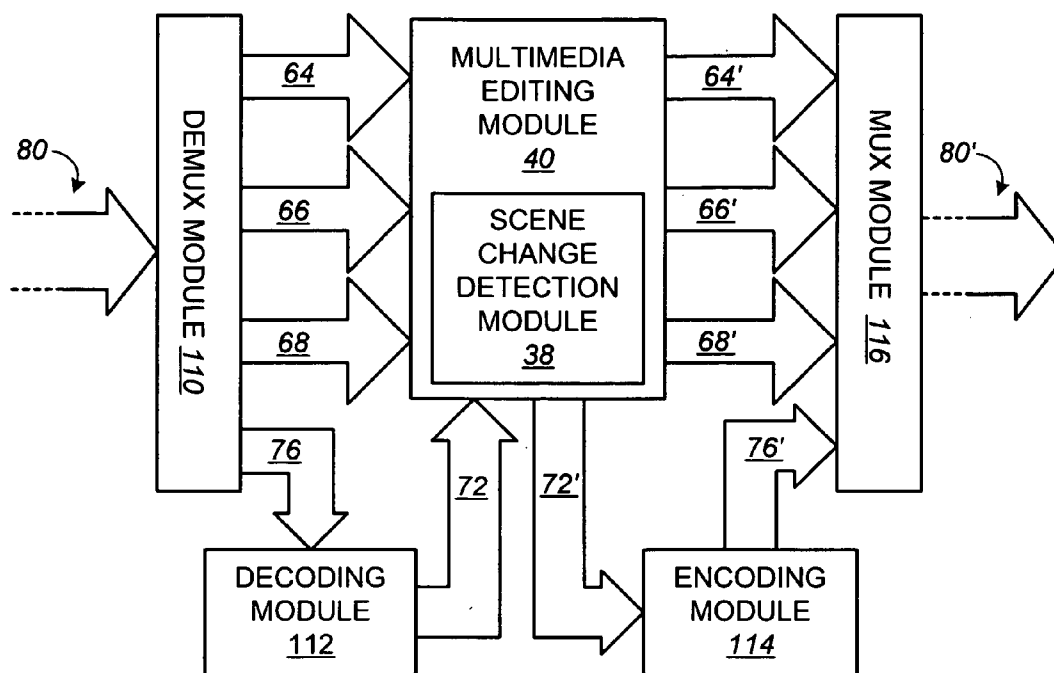 80
DEMUX MODULE 110
64
66
68
76
MULTIMEDIA
EDITING
MODULE
40
SCENE
CHANGE
DETECTION
MODULE
38
64'
66'
68'
76'
MUX MODULE 116
80'
72
72'
DECODING
MODULE
112
ENCODING
MODULE
114